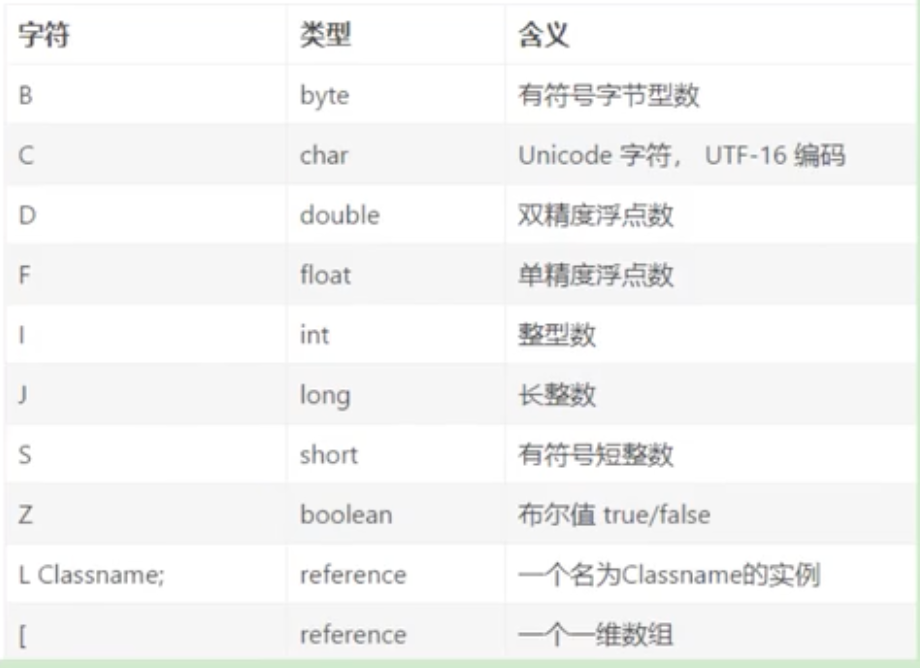 字符 类型 含义
B byte 有符号字节型数
C char Unicode 字符， UTF-16 编码
D double 双精度浮点数
F float 单精度浮点数
I int 整型数
J long 长整数
S short 有符号短整数
Z boolean 布尔值 true/false
L Classname; reference 一个名为Classname的实例
[ reference 一个一维数组